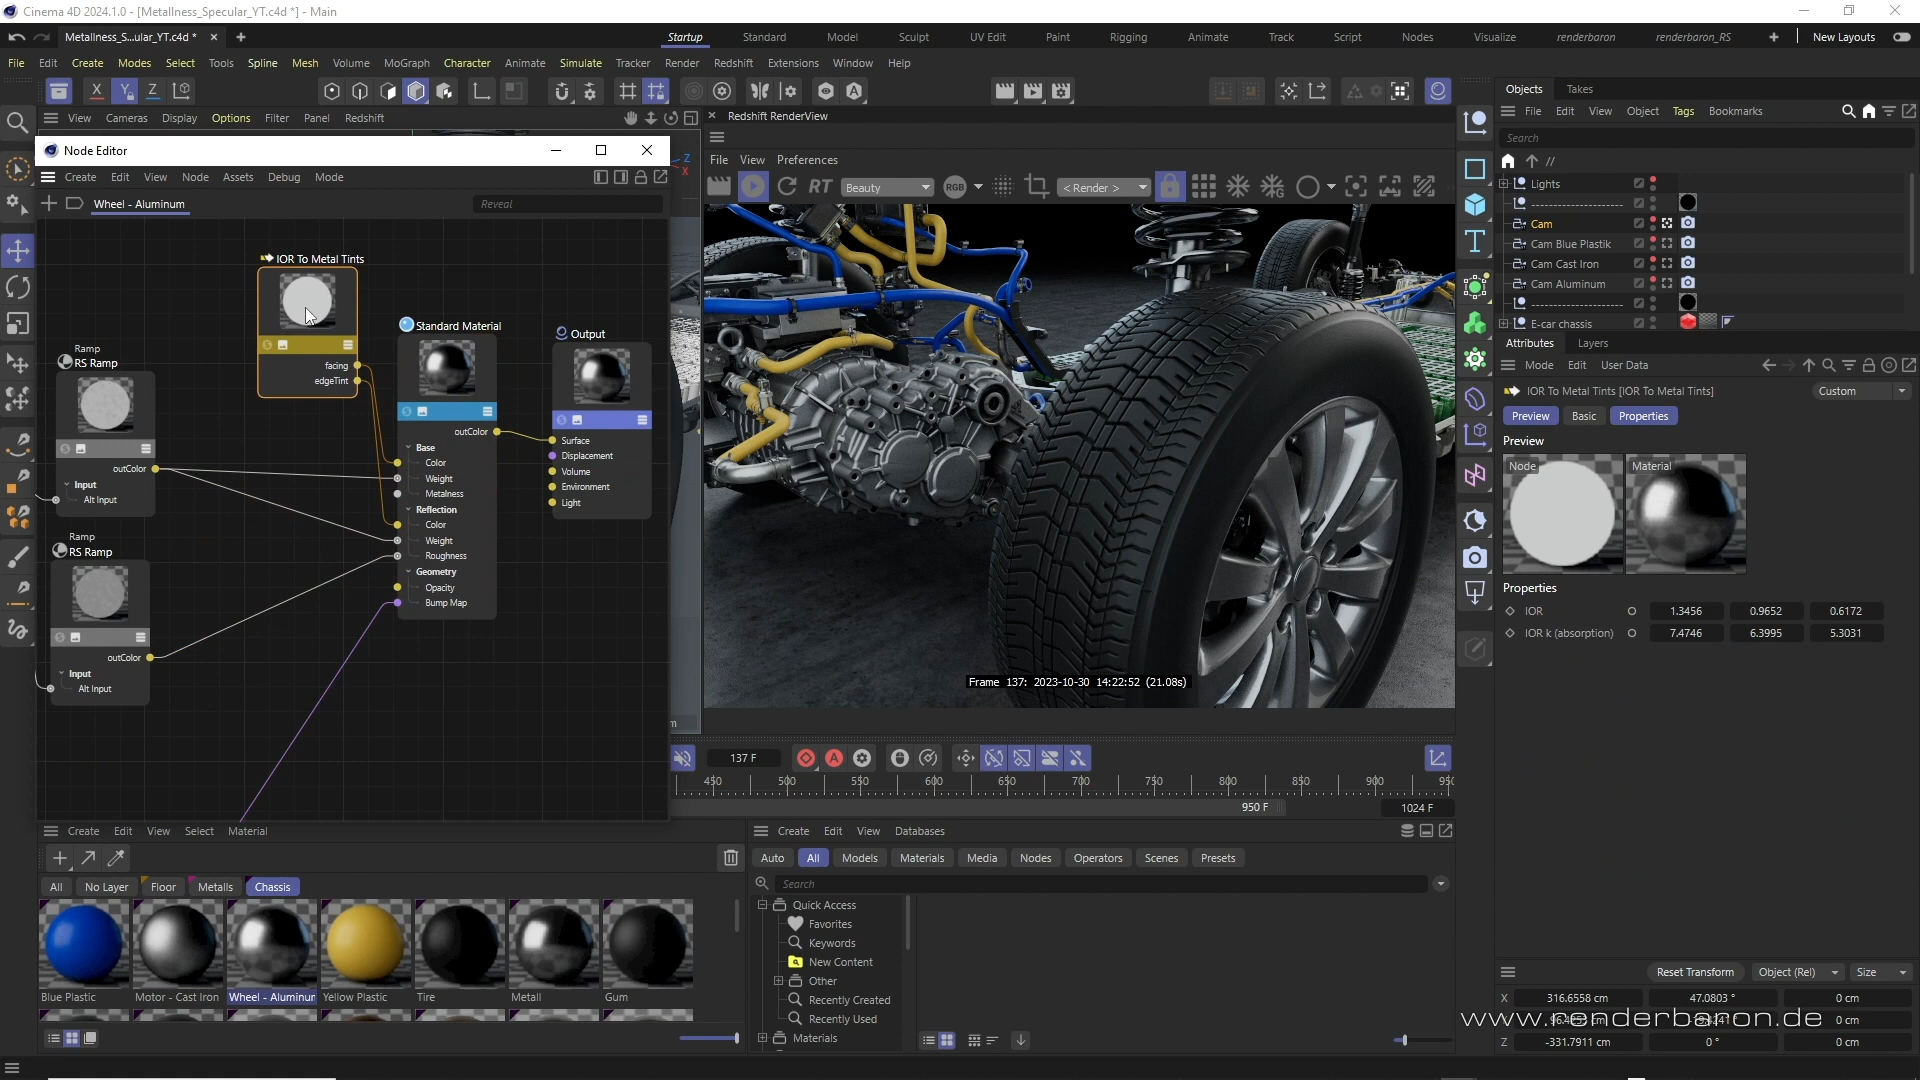 Cinema 4D 2024.1.0 - [Metallness_Specular_YT.c4d *] - Main
Metallness_S...ular_YT.c4d *
Startup Standard Model Sculpt UV Edit Paint Rigging Animate Track Script Nodes Visualize renderbaron renderbaron_RS New Layouts
File Edit Create Modes Select Tools Spline Mesh Volume MoGraph Character Animate Simulate Tracker Render Redshift Extensions Window Help
X Y Z
View Cameras Display Options Filter Panel Redshift
Node Editor
Create Edit View Node Assets Debug Mode
Wheel - Aluminum
Reveal
IOR To Metal Tints
facing
edgeTint
Ramp
RS Ramp
outColor
Input
Alt Input
Ramp
RS Ramp
outColor
Input
Alt Input
Standard Material
outColor
Base
Color
Weight
Metalness
Reflection
Color
Weight
Roughness
Geometry
Opacity
Bump Map
Output
Surface
Displacement
Volume
Environment
Light
Z
X
Redshift RenderView
File View Preferences
RT Beauty RGB < Render >
Frame 137: 2023-10-30 14:22:52 (21.08s)
137 F
450 500 550 600 650 700 750 800 850 900 950
950 F 1024 F
Create Edit View Select Material
All No Layer Floor Metalls Chassis
Blue Plastic Motor - Cast Iron Wheel - Aluminun Yellow Plastic Tire Metall Gum
Create Edit View Databases
Auto All Models Materials Media Nodes Operators Scenes Presets
Search
Quick Access
Favorites
Keywords
New Content
Other
Recently Created
Recently Used
Materials
Objects Takes
File Edit View Object Tags Bookmarks
Search
//
Lights
----------------------
Cam
Cam Blue Plastik
Cam Cast Iron
Cam Aluminum
----------------------
E-car chassis
Attributes Layers
Mode Edit User Data
IOR To Metal Tints [IOR To Metal Tints] Custom
Preview Basic Properties
Preview
Node Material
Properties
IOR 1.3456 0.9652 0.6172
IOR k (absorption) 7.4746 6.3995 5.3031
Reset Transform Object (Rel) Size
X 316.6558 cm 47.0803 ° 0 cm
0 cm
Z -331.7911 cm 0 ° 0 cm
www.renderbaron.de